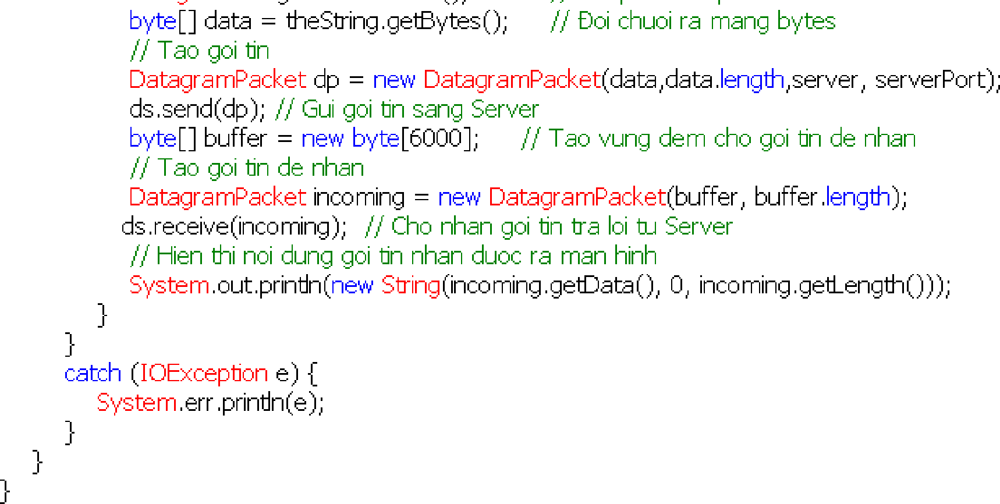 byte[] data = theString.getBytes();     // Đoi chuoi ra mang bytes
// Tao goi tin
DatagramPacket dp = new DatagramPacket(data,data.length,server, serverPort);
ds.send(dp); // Gui goi tin sang Server
byte[] buffer = new byte[6000];     // Tao vung dem cho goi tin de nhan
// Tao goi tin de nhan
DatagramPacket incoming = new DatagramPacket(buffer, buffer.length);
ds.receive(incoming);  // Cho nhan goi tin tra loi tu Server
// Hien thi noi dung goi tin nhan duoc ra man hinh
System.out.println(new String(incoming.getData(), 0, incoming.getLength()));
}
}
catch (IOException e) {
System.err.println(e);
}
}
}